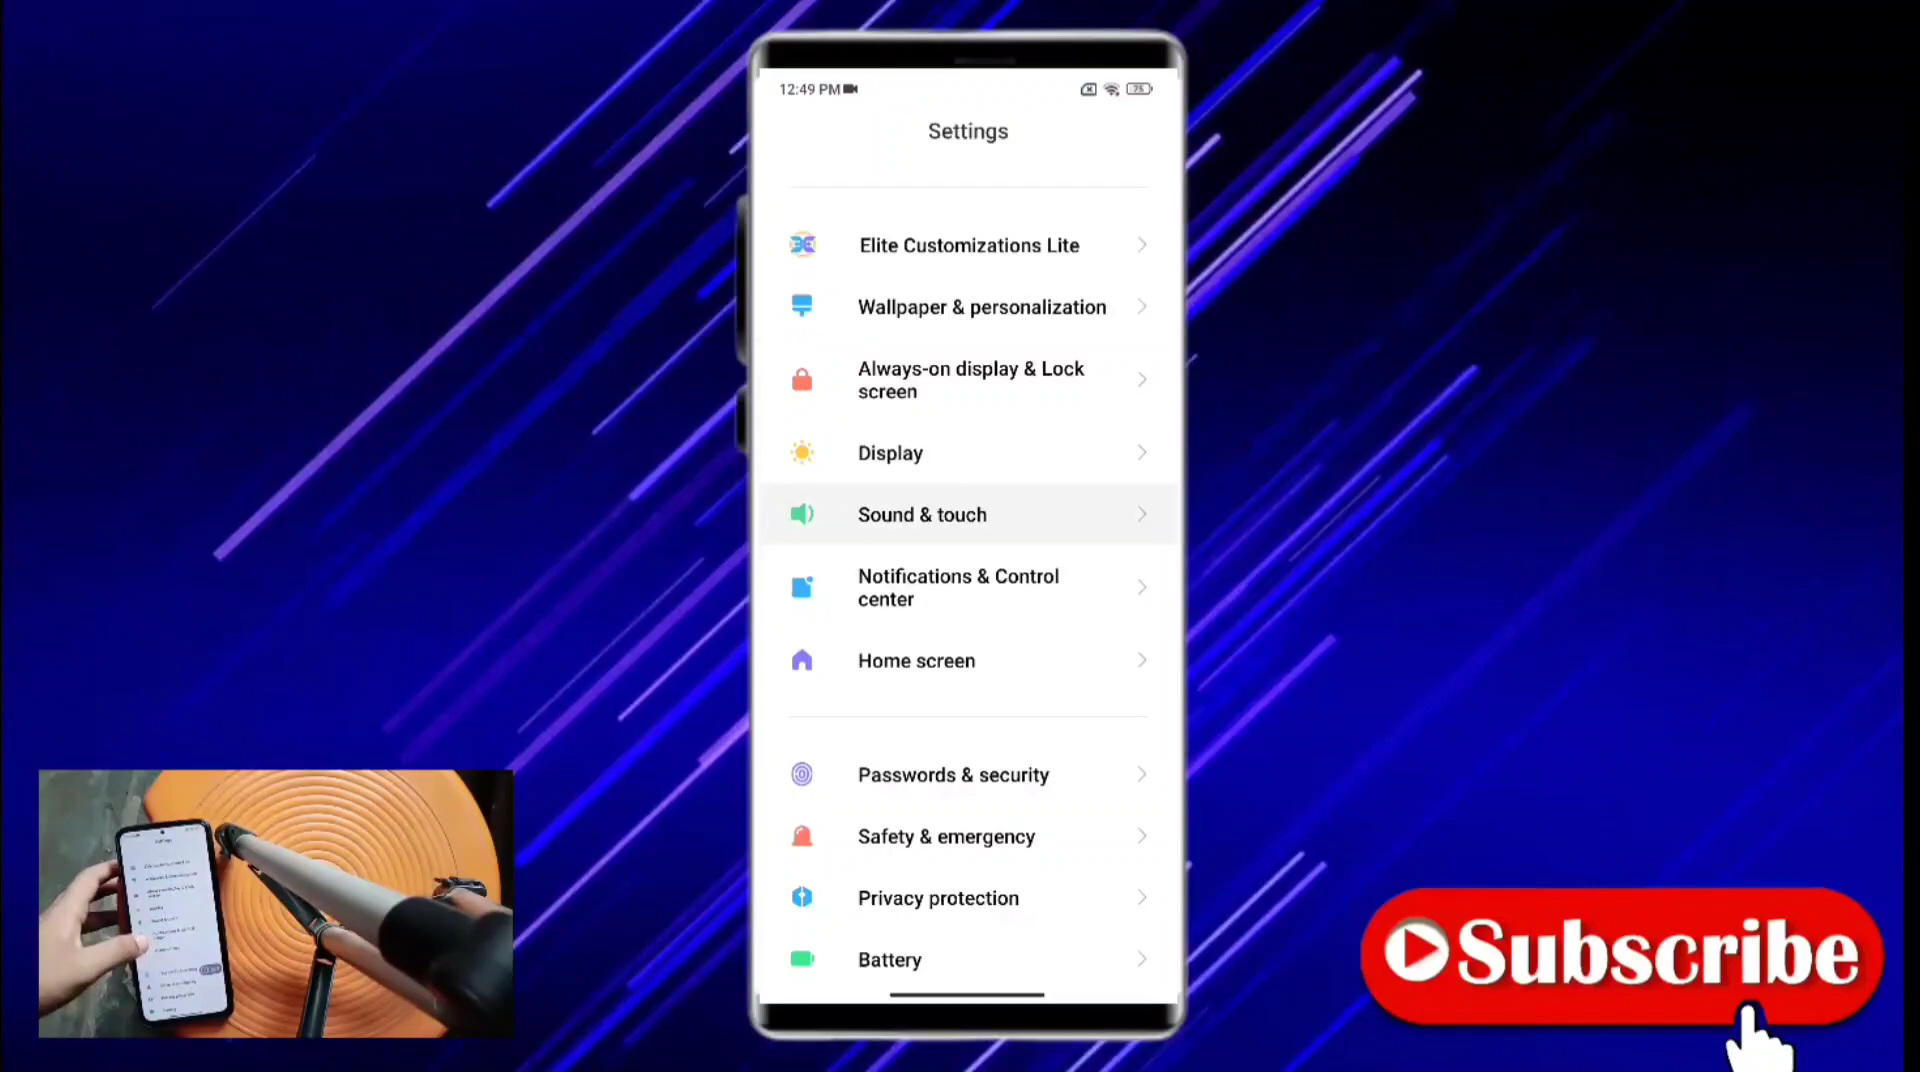 12:49 PM
75
Settings
Elite Customizations Lite
Wallpaper & personalization
Always-on display & Lock
screen
Display
Sound & touch
Notifications & Control
center
Home screen
Passwords & security
Safety & emergency
Privacy protection
Battery
Subscribe